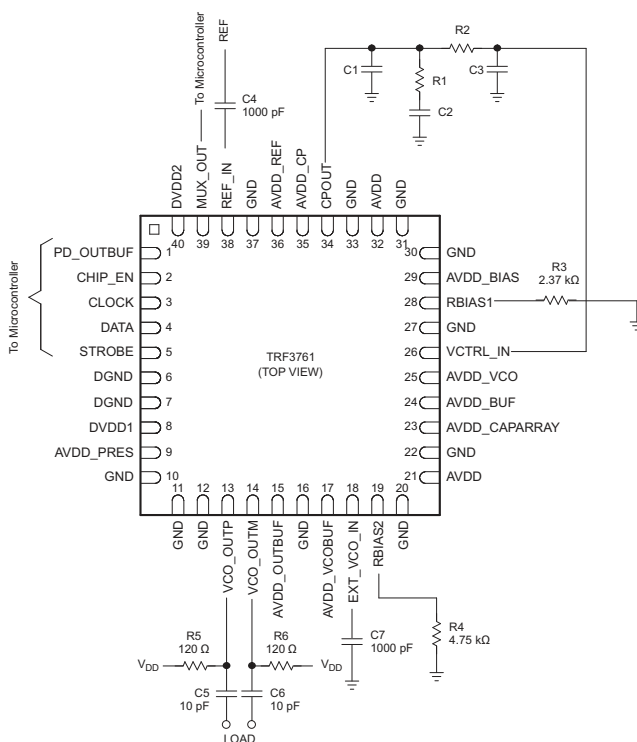 REF
To Microcontroller
C4
1000 pF
C1
R1
C2
R2
C3
DVDD2
MUX_OUT
REF_IN
GND
AVDD_REF
AVDD_CP
CPOUT
GND
AVDD
GND
40 39 38 37 36 35 34 33 32 31
To Microcontroller
PD_OUTBUF 1
CHIP_EN 2
CLOCK 3
DATA 4
STROBE 5
DGND 6
DGND 7
DVDD1 8
AVDD_PRES 9
GND 10
TRF3761
(TOP VIEW)
30 GND
29 AVDD_BIAS
28 RBIAS1
27 GND
26 VCTRL_IN
25 AVDD_VCO
24 AVDD_BUF
23 AVDD_CAPARRAY
22 GND
21 AVDD
R3
2.37 kΩ
11 12 13 14 15 16 17 18 19 20
GND
GND
VCO_OUTP
VCO_OUTM
AVDD_OUTBUF
GND
AVDD_VCOBUF
EXT_VCO_IN
RBIAS2
GND
R5
120 Ω
R6
120 Ω
VDD
VDD
C5
10 pF
C6
10 pF
LOAD
C7
1000 pF
R4
4.75 kΩ